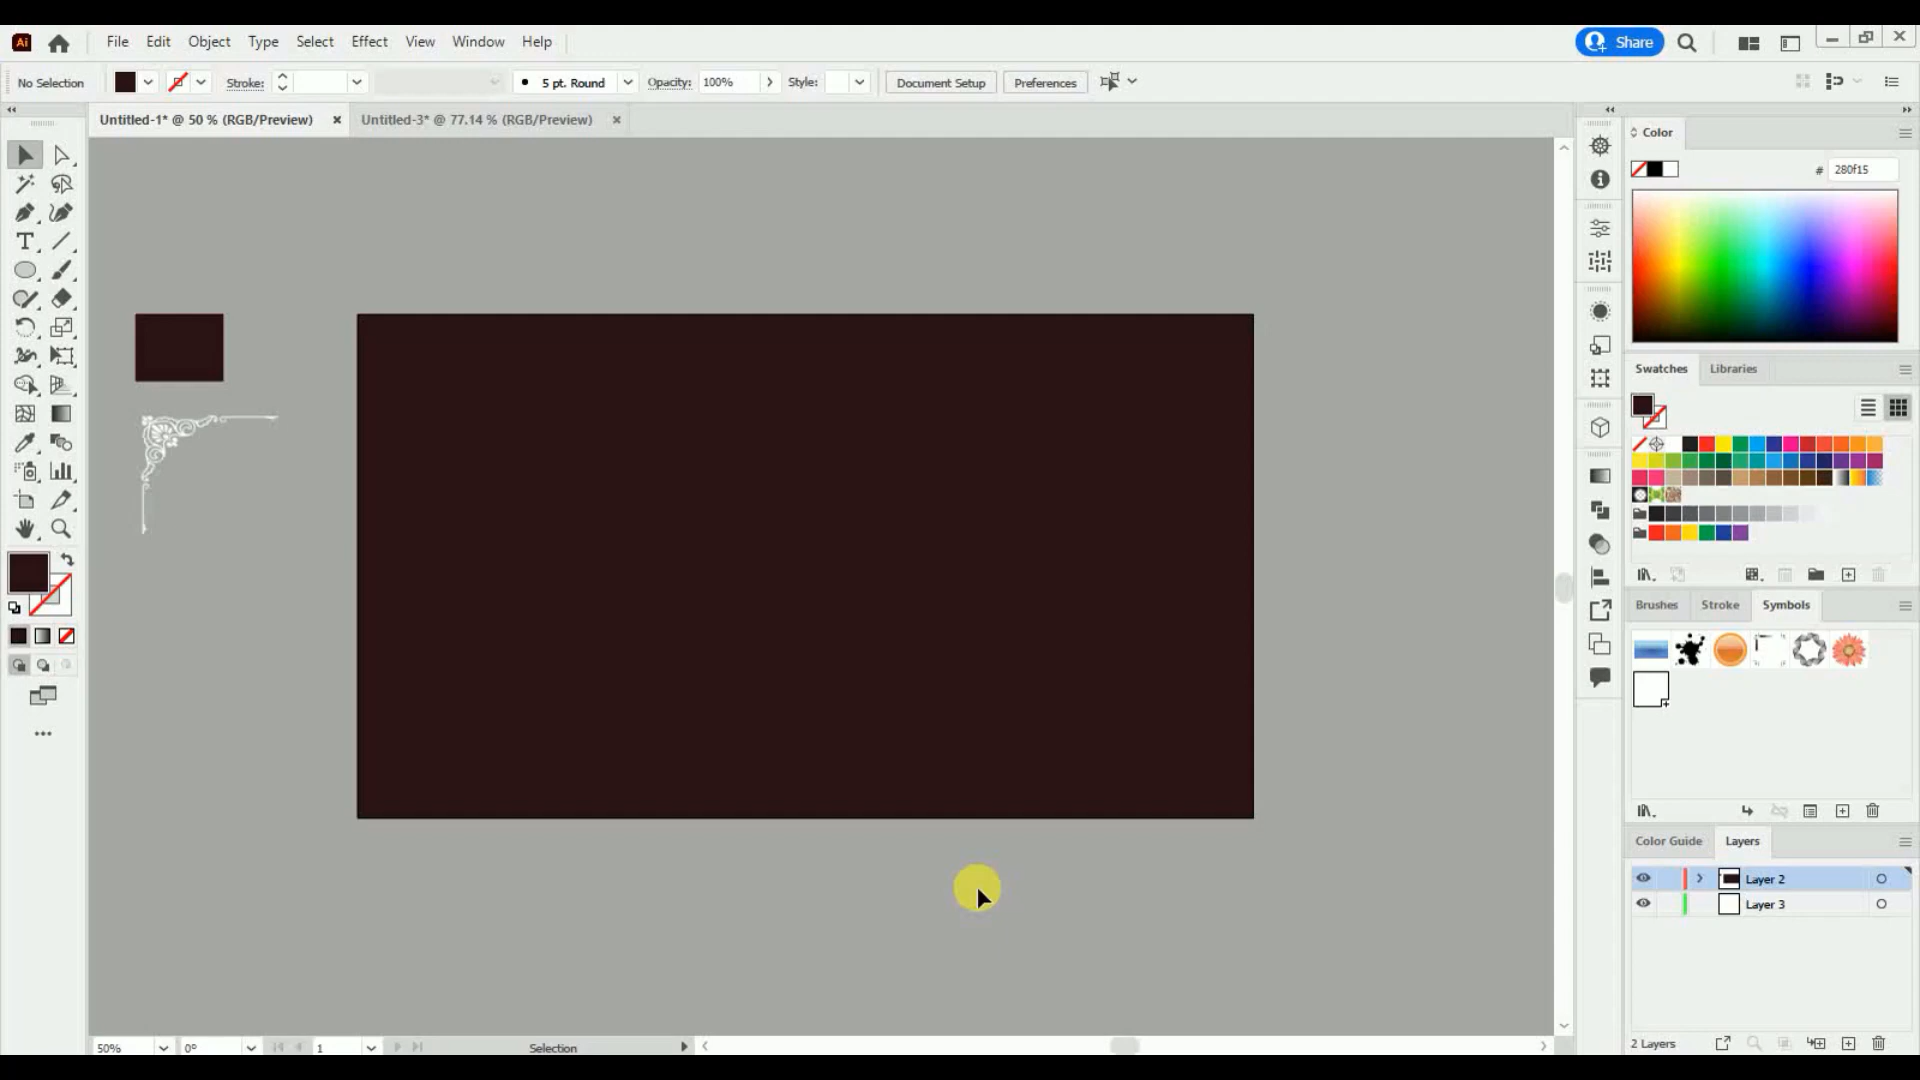 Ai
File Edit Object Type Select Effect View Window Help
Share
No Selection
Stroke:
5 pt. Round
Opacity: 100%
Style:
Document Setup
Preferences
Untitled-1* @ 50 % (RGB/Preview)
Untitled-3* @ 77.14 % (RGB/Preview)
Color
# 280f15
Swatches Libraries
Brushes Stroke Symbols
Color Guide Layers
Layer 2
Layer 3
50% 0° 1 Selection
2 Layers